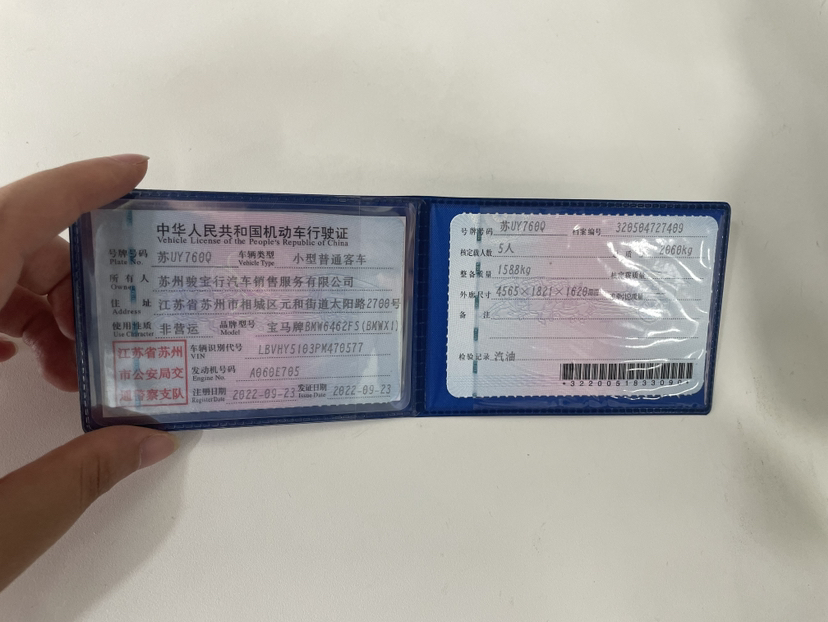 中华人民共和国机动车行驶证
Vehicle License of the People's Republic of China
号牌号码 苏UY760Q 车辆类型 小型普通客车
Plate No. Vehicle Type
所有人 苏州骏宝行汽车销售服务有限公司
Owner
住址 江苏省苏州市相城区元和街道太阳路2700号
Address
使用性质 非营运 品牌型号 宝马牌BMW6462FS(BMWX1)
Use Character Model
江苏省苏州
市公安局交
通警察支队
车辆识别代号 LBVHY5103PM470577
VIN
发动机号码 A060E705
Engine No.
注册日期 2022-09-23 发证日期 2022-09-23
Register Date Issue Date
号牌号码 苏UY760Q 档案编号 320504727409
核定载人数 5人 2060kg
整备质量 1588kg
外廓尺寸 4565×1821×1620mm
备注
检验记录 汽油